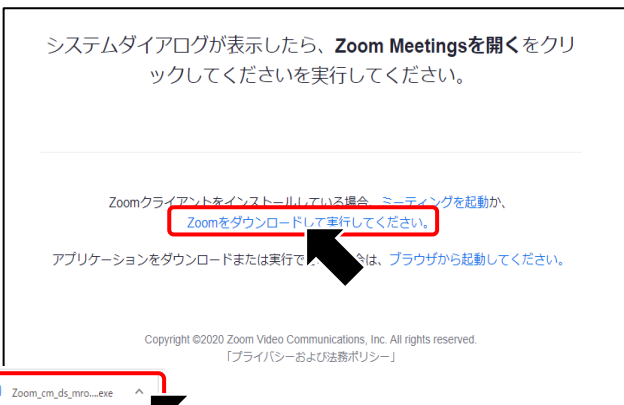 システムダイアログが表示したら、Zoom Meetingsを開くをクリ
ックしてくださいを実行してください。
Zoomクライアントをインストールしている場合、ミーティングを起動か、
Zoomをダウンロードして実行してください。
アプリケーションをダウンロードまたは実行で は、ブラウザから起動してください。
Copyright ©2020 Zoom Video Communications, Inc. All rights reserved.
「プライバシーおよび法務ポリシー」
Zoom_cm_ds_mro....exe